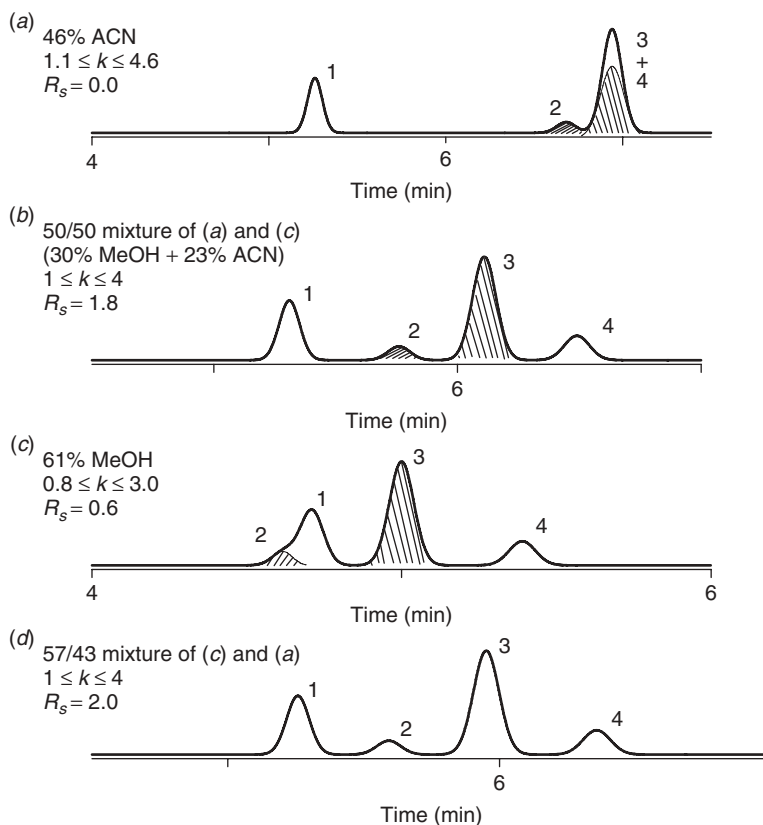 (a)
46% ACN
1.1 ≤ k ≤ 4.6
Rs = 0.0
1
2
3
+
4
4
6
Time (min)
(b)
50/50 mixture of (a) and (c)
(30% MeOH + 23% ACN)
1 ≤ k ≤ 4
Rs = 1.8
1
2
3
4
6
Time (min)
(c)
61% MeOH
0.8 ≤ k ≤ 3.0
Rs = 0.6
2
1
3
4
4
6
Time (min)
(d)
57/43 mixture of (c) and (a)
1 ≤ k ≤ 4
Rs = 2.0
1
2
3
4
6
Time (min)